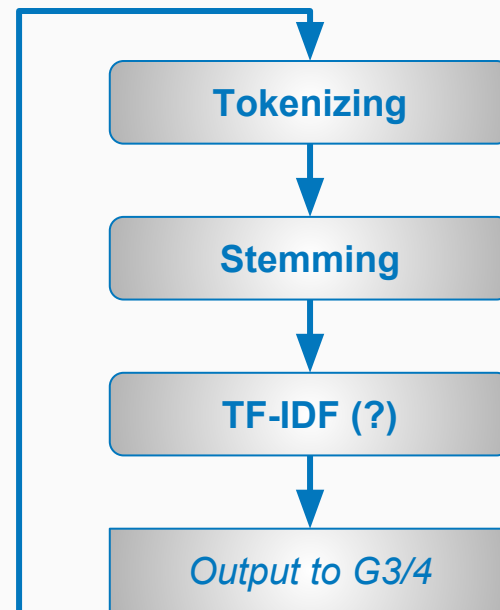 Tokenizing
Stemming
TF-IDF (?)
Output to G3/4